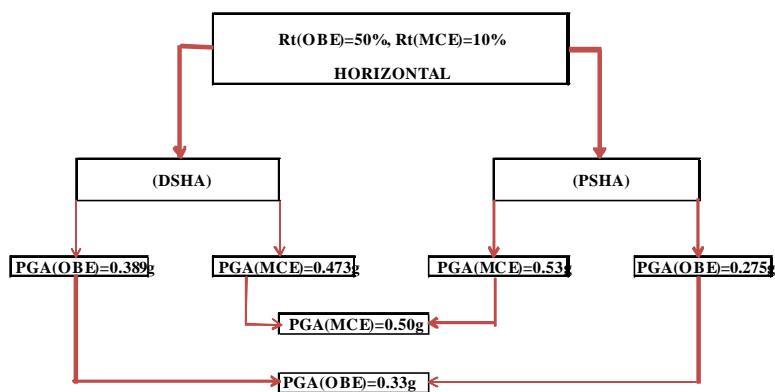 Rt(OBE)=50%, Rt(MCE)=10%
HORIZONTAL
(DSHA)
(PSHA)
PGA(OBE)=0.389g
PGA(MCE)=0.473g
PGA(MCE)=0.53g
PGA(OBE)=0.275g
PGA(MCE)=0.50g
PGA(OBE)=0.33g